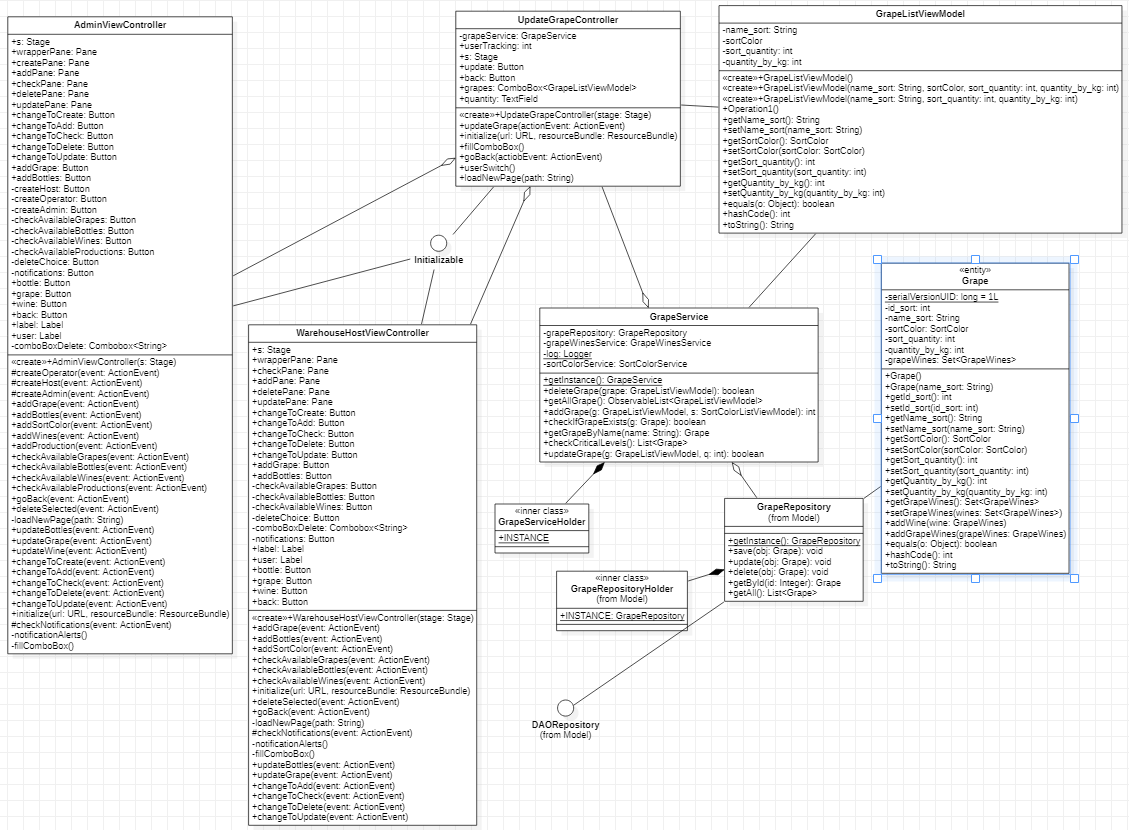 AdminViewController
+s: Stage
+wrapperPane: Pane
+createPane: Pane
+addPane: Pane
+checkPane: Pane
+deletePane: Pane
+updatePane: Pane
+changeToCreate: Button
+changeToAdd: Button
+changeToCheck: Button
+changeToDelete: Button
+changeToUpdate: Button
+addGrape: Button
+addBottles: Button
-createHost: Button
-createOperator: Button
-createAdmin: Button
-checkAvailableGrapes: Button
-checkAvailableBottles: Button
-checkAvailableWines: Button
-checkAvailableProductions: Button
-deleteChoice: Button
-notifications: Button
+bottle: Button
+grape: Button
+wine: Button
+back: Button
+label: Label
+user: Label
-comboBoxDelete: Combobox<String>
«create»+AdminViewController(s: Stage)
#createOperator(event: ActionEvent)
#createHost(event: ActionEvent)
#createAdmin(event: ActionEvent)
+addGrape(event: ActionEvent)
+addBottles(event: ActionEvent)
+addSortColor(event: ActionEvent)
+addWines(event: ActionEvent)
+addProduction(event: ActionEvent)
+checkAvailableGrapes(event: ActionEvent)
+checkAvailableBottles(event: ActionEvent)
+checkAvailableWines(event: ActionEvent)
+checkAvailableProductions(event: ActionEvent)
+goBack(event: ActionEvent)
+deleteSelected(event: ActionEvent)
-loadNewPage(path: String)
+updateBottles(event: ActionEvent)
+updateGrape(event: ActionEvent)
+updateWine(event: ActionEvent)
+changeToCreate(event: ActionEvent)
+changeToAdd(event: ActionEvent)
+changeToCheck(event: ActionEvent)
+changeToDelete(event: ActionEvent)
+changeToUpdate(event: ActionEvent)
+initialize(url: URL, resourceBundle: ResourceBundle)
#checkNotifications(event: ActionEvent)
-notificationAlerts()
-fillComboBox()
UpdateGrapeController
-grapeService: GrapeService
+userTracking: int
+s: Stage
+update: Button
+back: Button
+grapes: ComboBox<GrapeListViewModel>
+quantity: TextField
«create»+UpdateGrapeController(stage: Stage)
+updateGrape(actionEvent: ActionEvent)
+initialize(url: URL, resourceBundle: ResourceBundle)
+fillComboBox()
+goBack(actiobEvent: ActionEvent)
+userSwitch()
+loadNewPage(path: String)
GrapeListViewModel
-name_sort: String
-sortColor
-sort_quantity: int
-quantity_by_kg: int
«create»+GrapeListViewModel()
«create»+GrapeListViewModel(name_sort: String, sortColor, sort_quantity: int, quantity_by_kg: int)
«create»+GrapeListViewModel(name_sort: String, sort_quantity: int, quantity_by_kg: int)
+Operation1()
+getName_sort(): String
+setName_sort(name_sort: String)
+getSortColor(): SortColor
+setSortColor(sortColor: SortColor)
+getSort_quantity(): int
+setSort_quantity(sort_quantity: int)
+getQuantity_by_kg(): int
+setQuantity_by_kg(quantity_by_kg: int)
+equals(o: Object): boolean
+hashCode(): int
+toString(): String
Initializable
WarehouseHostViewController
+s: Stage
+wrapperPane: Pane
+checkPane: Pane
+addPane: Pane
+deletePane: Pane
+updatePane: Pane
+changeToCreate: Button
+changeToAdd: Button
+changeToCheck: Button
+changeToDelete: Button
+changeToUpdate: Button
+addGrape: Button
+addBottles: Button
-checkAvailableGrapes: Button
-checkAvailableBottles: Button
-checkAvailableWines: Button
-deleteChoice: Button
-comboBoxDelete: Combobox<String>
-notifications: Button
+label: Label
+user: Label
+bottle: Button
+grape: Button
+wine: Button
+back: Button
«create»+WarehouseHostViewController(stage: Stage)
+addGrape(event: ActionEvent)
+addBottles(event: ActionEvent)
+addSortColor(event: ActionEvent)
+checkAvailableGrapes(event: ActionEvent)
+checkAvailableBottles(event: ActionEvent)
+checkAvailableWines(event: ActionEvent)
+initialize(url: URL, resourceBundle: ResourceBundle)
+deleteSelected(event: ActionEvent)
+goBack(event: ActionEvent)
-loadNewPage(path: String)
#checkNotifications(event: ActionEvent)
-notificationAlerts()
-fillComboBox()
+updateBottles(event: ActionEvent)
+updateGrape(event: ActionEvent)
+changeToAdd(event: ActionEvent)
+changeToCheck(event: ActionEvent)
+changeToDelete(event: ActionEvent)
+changeToUpdate(event: ActionEvent)
GrapeService
-grapeRepository: GrapeRepository
-grapeWinesService: GrapeWinesService
-log: Logger
-sortColorService: SortColorService
+getInstance(): GrapeService
+deleteGrape(grape: GrapeListViewModel): boolean
+getAllGrape(): ObservableList<GrapeListViewModel>
+addGrape(g: GrapeListViewModel, s: SortColorListViewModel): int
+checkIfGrapeExists(g: Grape): boolean
+getGrapeByName(name: String): Grape
+checkCriticalLevels(): List<Grape>
+updateGrape(g: GrapeListViewModel, q: int): boolean
«entity»
Grape
-serialVersionUID: long = 1L
-id_sort: int
-name_sort: String
-sortColor: SortColor
-sort_quantity: int
-quantity_by_kg: int
-grapeWines: Set<GrapeWines>
+Grape()
+Grape(name_sort: String)
+getId_sort(): int
+setId_sort(id_sort: int)
+getName_sort(): String
+setName_sort(name_sort: String)
+getSortColor(): SortColor
+setSortColor(sortColor: SortColor)
+getSort_quantity(): int
+setSort_quantity(sort_quantity: int)
+getQuantity_by_kg(): int
+setQuantity_by_kg(quantity_by_kg: int)
+getGrapeWines(): Set<GrapeWines>
+setGrapeWines(wines: Set<GrapeWines>)
+addWine(wine: GrapeWines)
+addGrapeWines(grapeWines: GrapeWines)
+equals(o: Object): boolean
+hashCode(): int
+toString(): String
«inner class»
GrapeServiceHolder
+INSTANCE
GrapeRepository
(from Model)
+getInstance(): GrapeRepository
+save(obj: Grape): void
+update(obj: Grape): void
+delete(obj: Grape): void
+getById(id: Integer): Grape
+getAll(): List<Grape>
«inner class»
GrapeRepositoryHolder
(from Model)
+INSTANCE: GrapeRepository
DAORepository
(from Model)